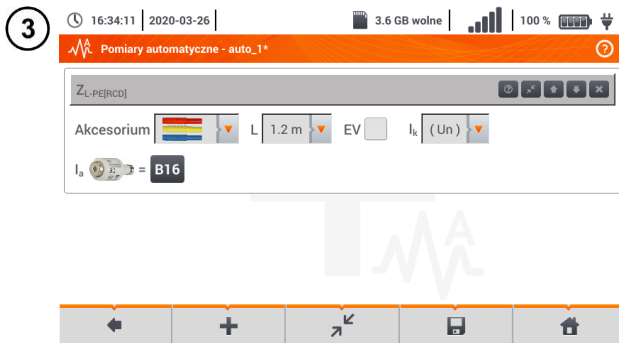 3
16:34:11 2020-03-26 3.6 GB wolne 100 %
Pomiary automatyczne - auto_1*
ZL-PE[RCD]
Akcesorium L 1.2 m EV Ik ( Un )
Ia = B16